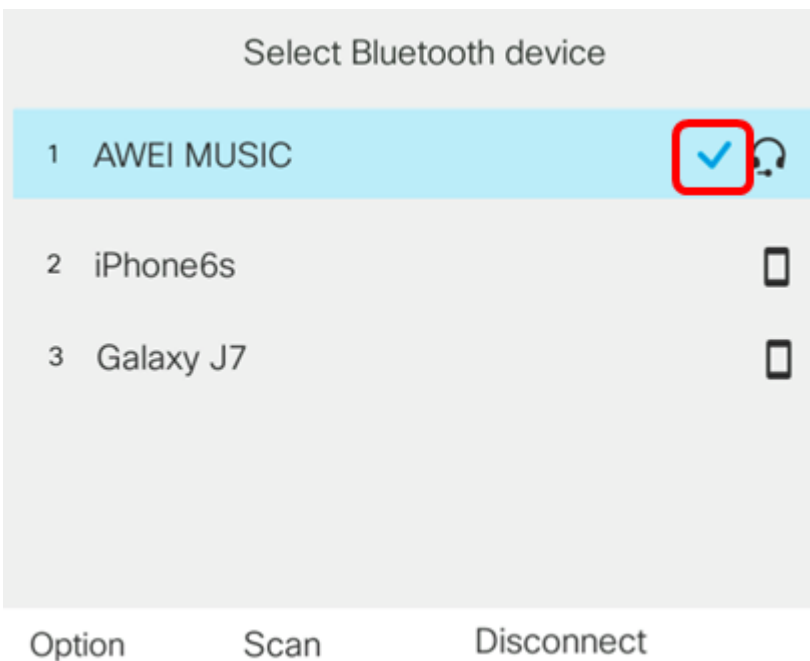 Select Bluetooth device
1 AWEI MUSIC
2 iPhone6s
3 Galaxy J7
Option Scan Disconnect